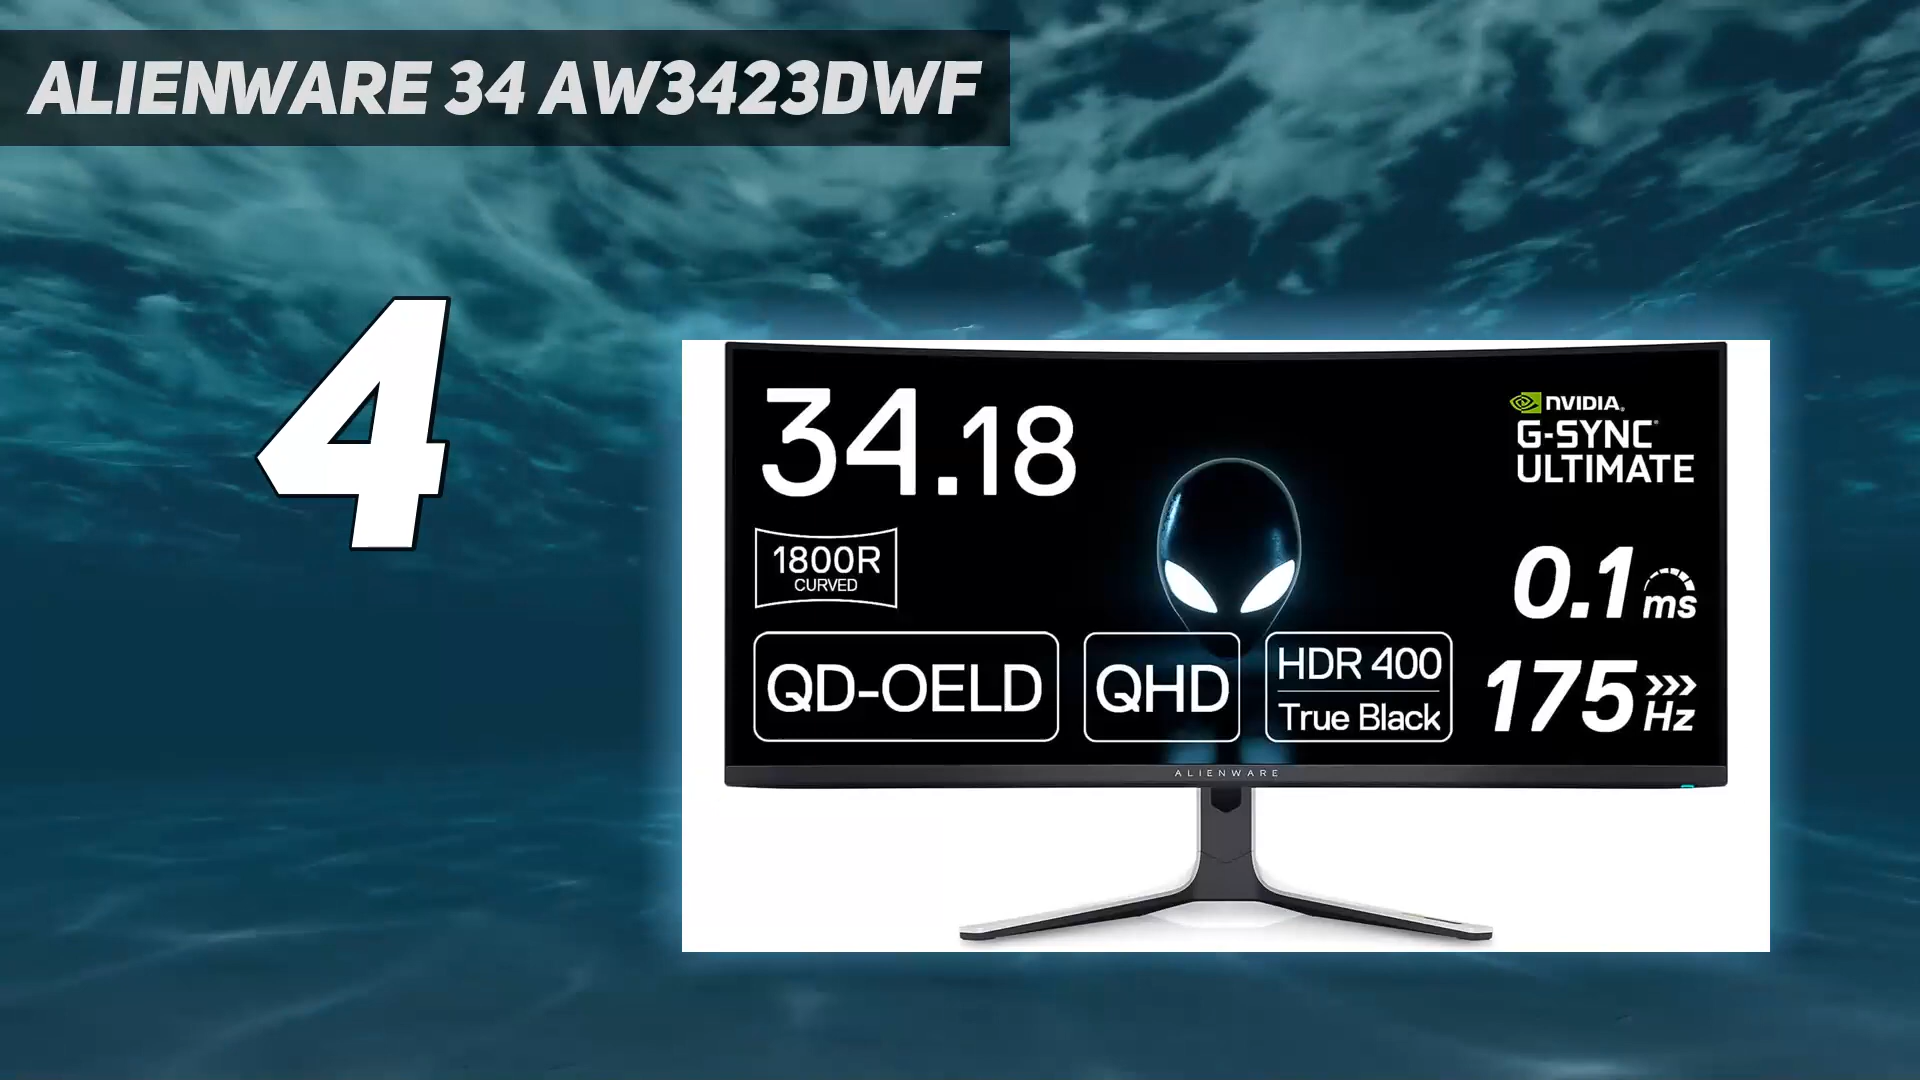 ALIENWARE 34 AW3423DWF
4
34.18
NVIDIA.
G-SYNC
ULTIMATE
1800R
CURVED
0.1 ms
QD-OELD
QHD
HDR 400
True Black
175 Hz
ALIENWARE